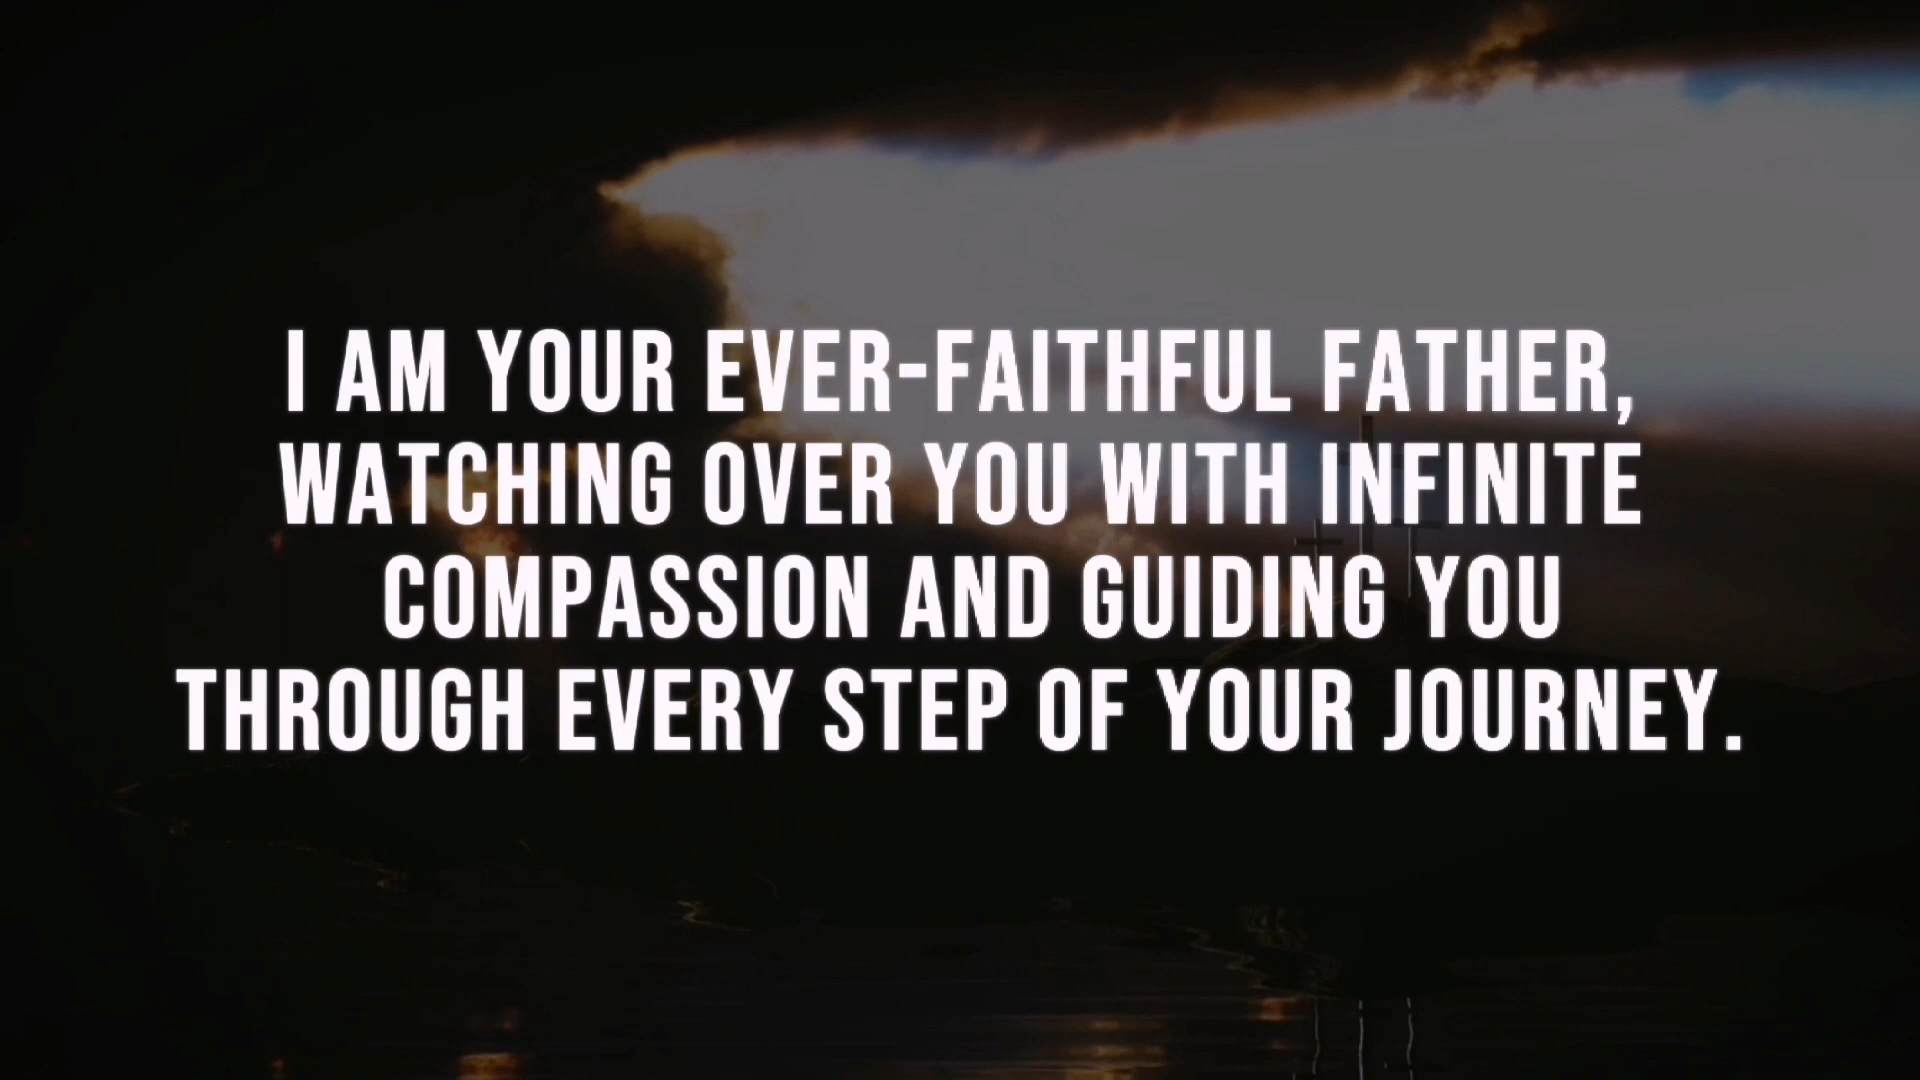 I AM YOUR EVER-FAITHFUL FATHER,
WATCHING OVER YOU WITH INFINITE
COMPASSION AND GUIDING YOU
THROUGH EVERY STEP OF YOUR JOURNEY.